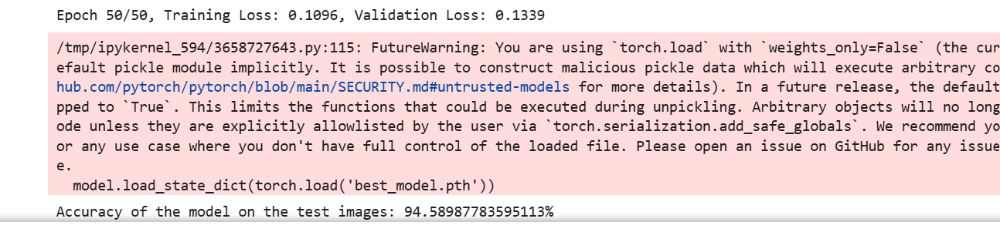 Epoch 50/50, Training Loss: 0.1096, Validation Loss: 0.1339
/tmp/ipykernel_594/3658727643.py:115: FutureWarning: You are using `torch.load` with `weights_only=False` (the cur
efault pickle module implicitly. It is possible to construct malicious pickle data which will execute arbitrary co
hub.com/pytorch/pytorch/blob/main/SECURITY.md#untrusted-models for more details). In a future release, the default
pped to `True`. This limits the functions that could be executed during unpickling. Arbitrary objects will no long
ode unless they are explicitly allowlisted by the user via `torch.serialization.add_safe_globals`. We recommend yo
or any use case where you don't have full control of the loaded file. Please open an issue on GitHub for any issue
e.
model.load_state_dict(torch.load('best_model.pth'))
Accuracy of the model on the test images: 94.58987783595113%